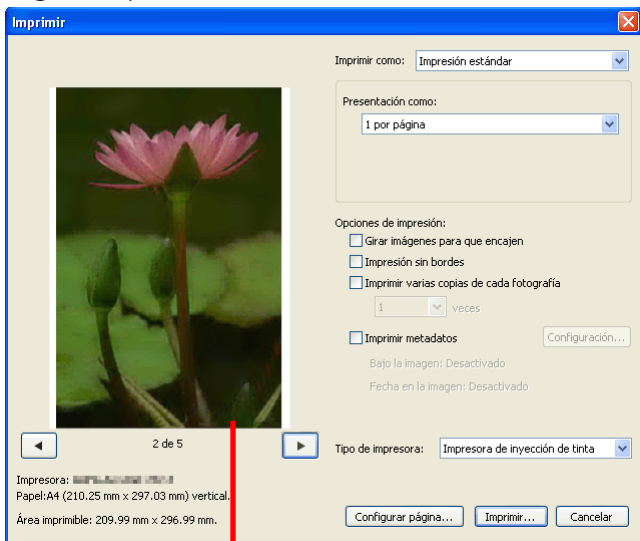 Imprimir
Imprimir como: Impresión estándar
Presentación como:
1 por página
Opciones de impresión:
Girar imágenes para que encajen
Impresión sin bordes
Imprimir varias copias de cada fotografía
1 veces
Imprimir metadatos Configuración...
Bajo la imagen: Desactivado
Fecha en la imagen: Desactivado
2 de 5
Tipo de impresora: Impresora de inyección de tinta
Impresora:
Papel:A4 (210.25 mm x 297.03 mm) vertical.
Área imprimible: 209.99 mm x 296.99 mm.
Configurar página... Imprimir... Cancelar